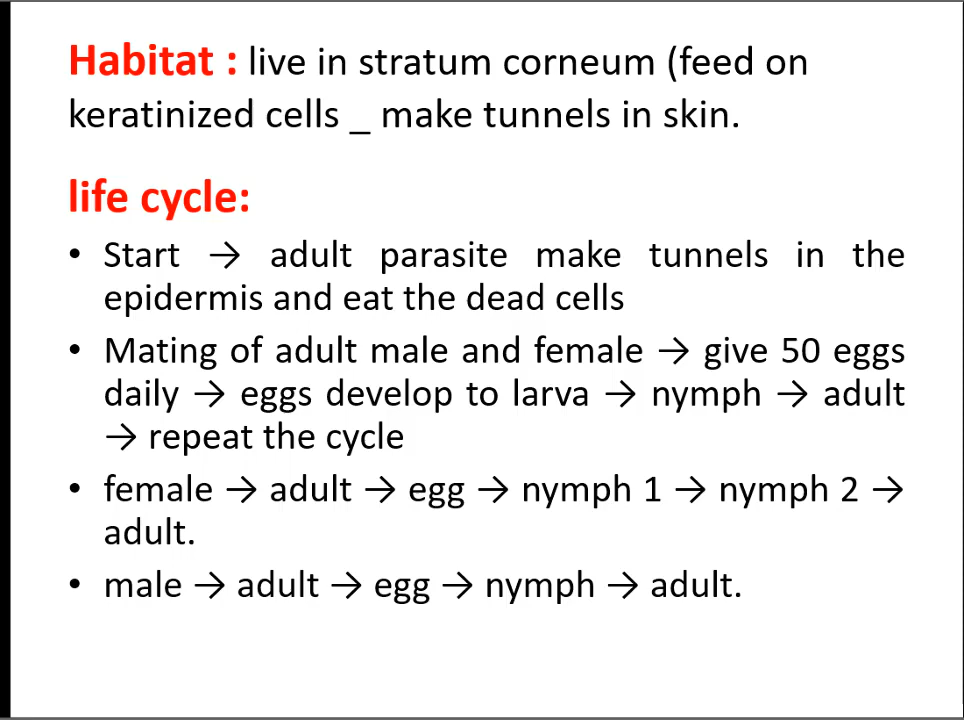 Habitat : live in stratum corneum (feed on
keratinized cells _ make tunnels in skin.
life cycle:
• Start → adult parasite make tunnels in the
epidermis and eat the dead cells
• Mating of adult male and female → give 50 eggs
daily → eggs develop to larva → nymph → adult
→ repeat the cycle
• female → adult → egg → nymph 1 → nymph 2 →
adult.
• male → adult → egg → nymph → adult.